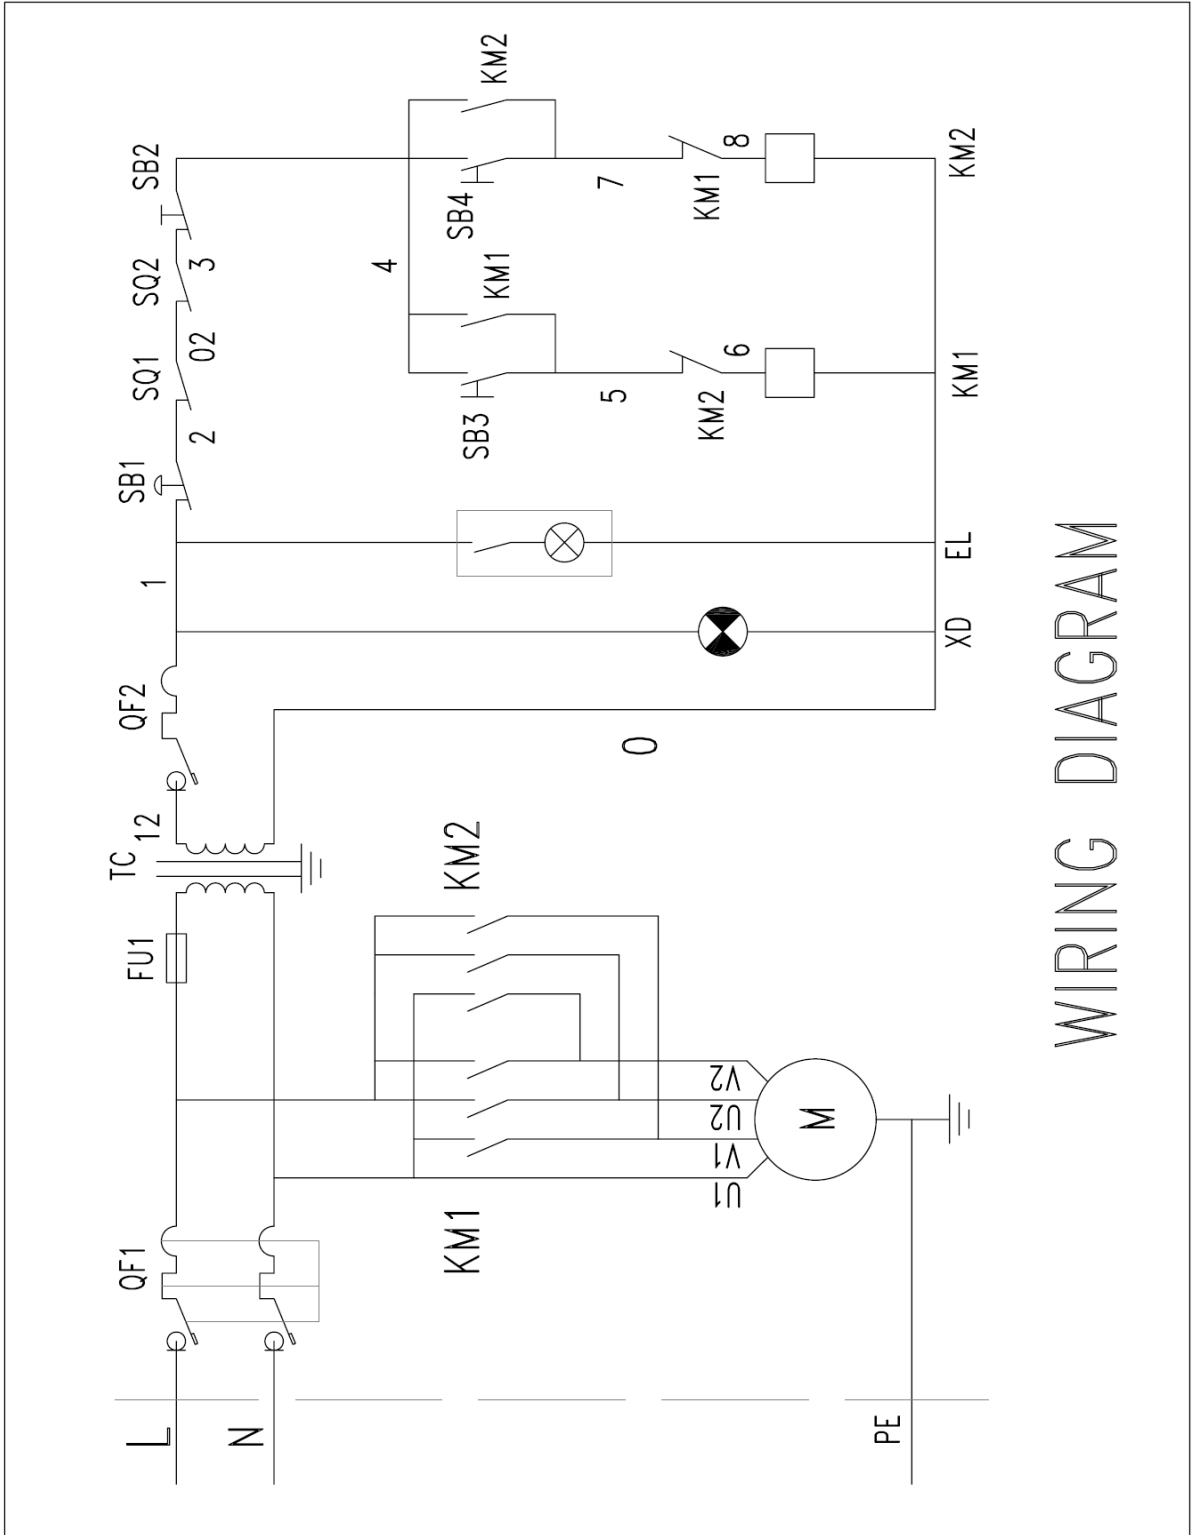 L
N
PE
QF1
FU1
TC
12
QF2
1
SB1
2
SQ1
02
SQ2
3
SB2
KM1
KM2
U1
V1
U2
V2
M
0
XD
EL
4
SB3
KM1
5
KM2
6
KM1
SB4
KM2
7
KM1
8
KM2
WIRING DIAGRAM